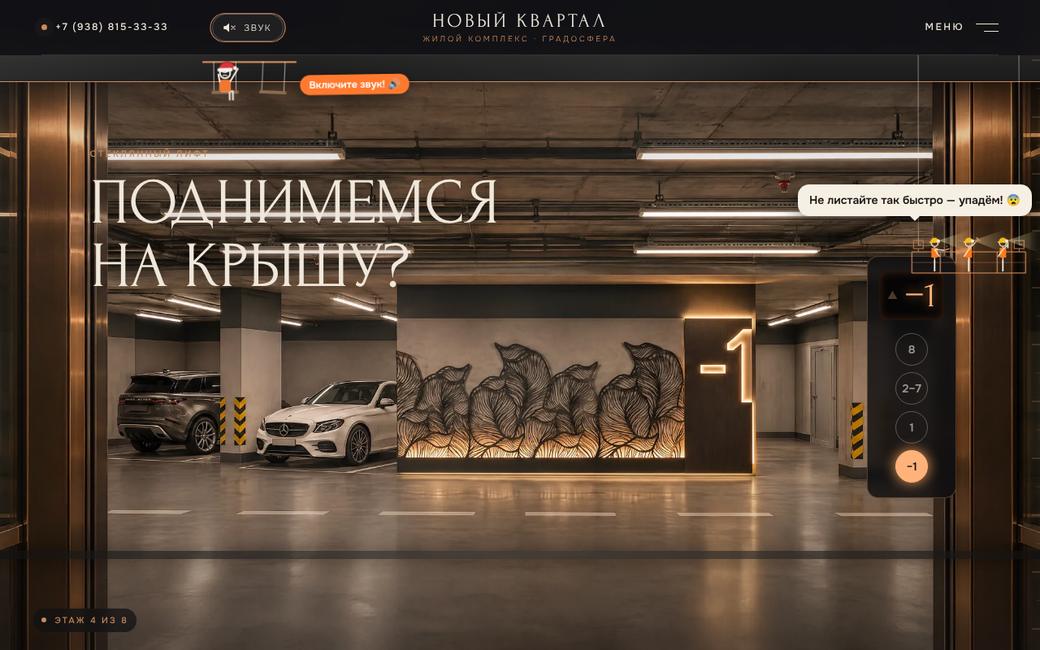 +7 (938) 815-33-33
ЗВУК
НОВЫЙ КВАРТАЛ
ЖИЛОЙ КОМПЛЕКС · ГРАДОСФЕРА
МЕНЮ
Включите звук! 🔊
СТЕКЛЯННЫЙ ЛИФТ
ПОДНИМЕМСЯ
НА КРЫШУ?
Не листайте так быстро — упадём! 😨
▲ −1
8
2–7
1
−1
-1
ЭТАЖ 4 ИЗ 8